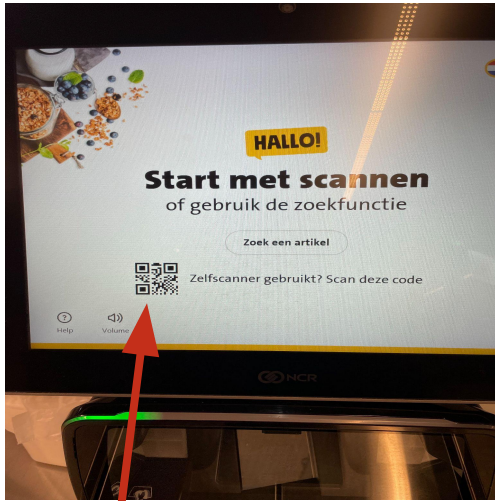 HALLO!
Start met scannen
of gebruik de zoekfunctie
Zoek een artikel
Zelfscanner gebruikt? Scan deze code
Help
Volume
NCR